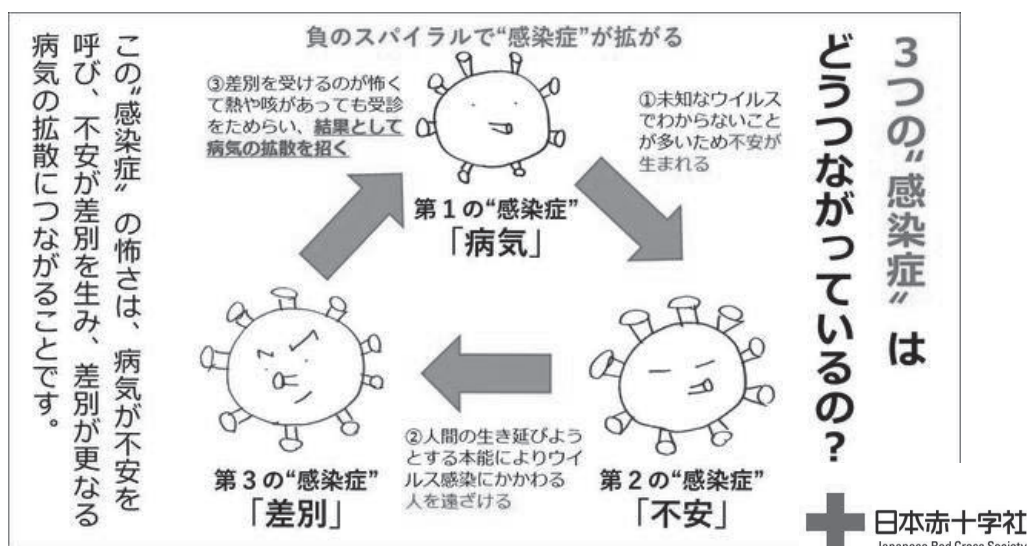 3つの“感染症〟は
どうつながっているの？
負のスパイラルで“感染症”が拡がる
①未知なウイルス
でわからないこと
が多いため不安が
生まれる
第１の“感染症”
「病気」
第２の“感染症”
「不安」
②人間の生き延びよう
とする本能によりウイ
ルス感染にかかわる
人を遠ざける
第３の“感染症”
「差別」
③差別を受けるのが怖く
て熱や咳があっても受診
をためらい、結果として
病気の拡散を招く
この“感染症〟の怖さは、病気が不安を
呼び、不安が差別を生み、差別が更なる
病気の拡散につながることです。
日本赤十字社
Japanese Red Cross Society